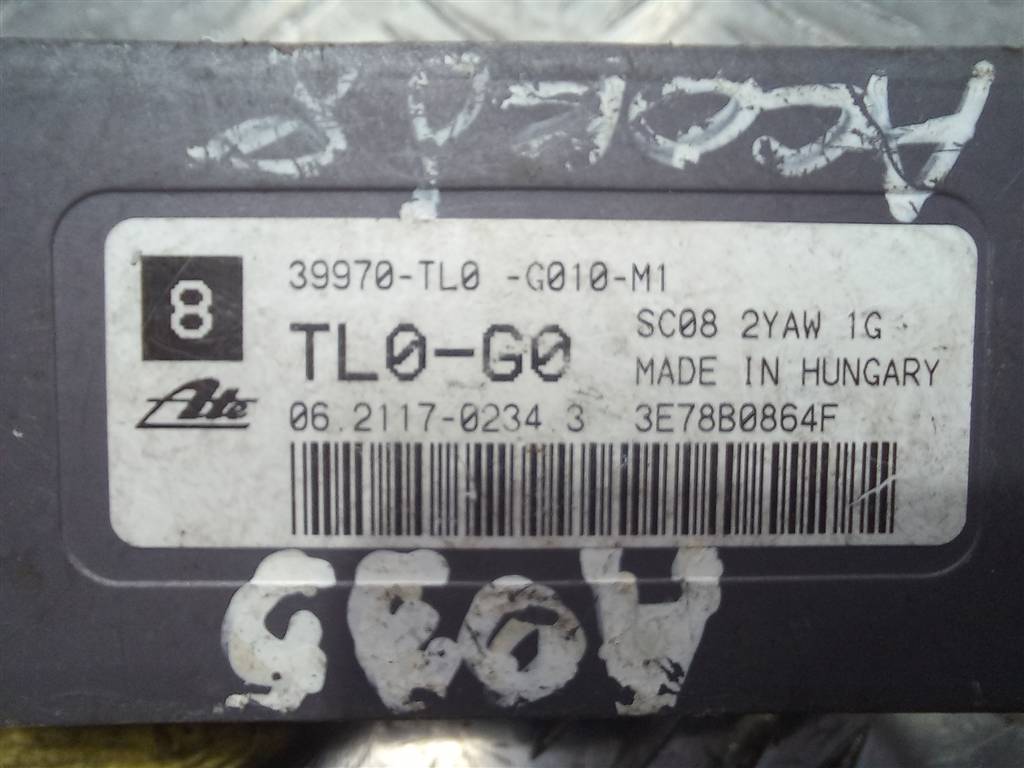 8
39970-TL0 -G010-M1
TL0-G0
SC08 2YAW 1G
Ate
MADE IN HUNGARY
06.2117-0234.3 3E78B0864F